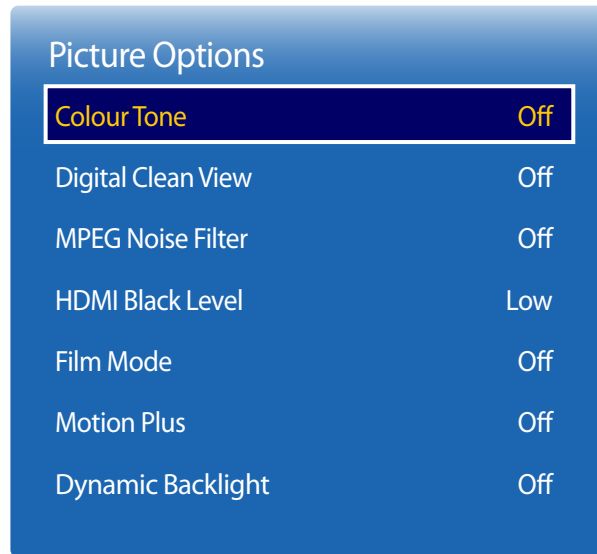 Picture Options
Colour Tone Off
Digital Clean View Off
MPEG Noise Filter Off
HDMI Black Level Low
Film Mode Off
Motion Plus Off
Dynamic Backlight Off